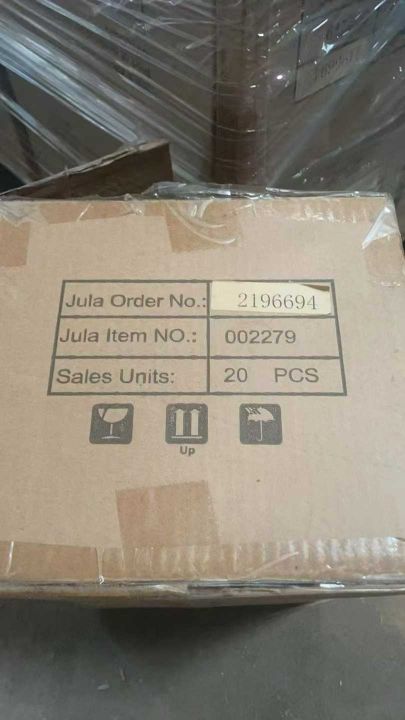 Jula Order No.: 2196694
Jula Item NO.: 002279
Sales Units: 20 PCS
Up